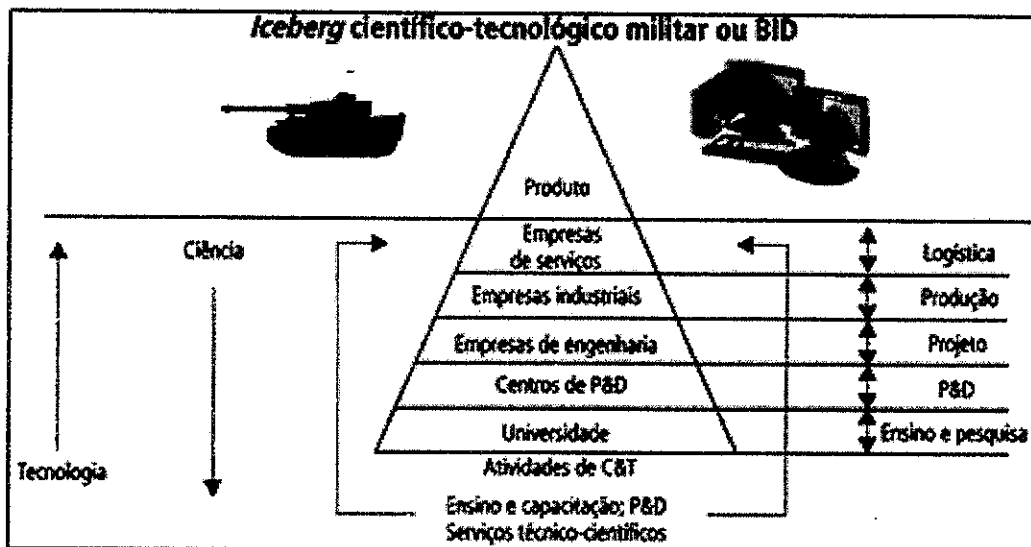 Iceberg científico-tecnológico militar ou BID
Produto
Ciência
Empresas
de serviços
Logística
Empresas industriais
Produção
Empresas de engenharia
Projeto
Centros de P&D
P&D
Universidade
Ensino e pesquisa
Tecnologia
Atividades de C&T
Ensino e capacitação; P&D
Serviços técnico-científicos